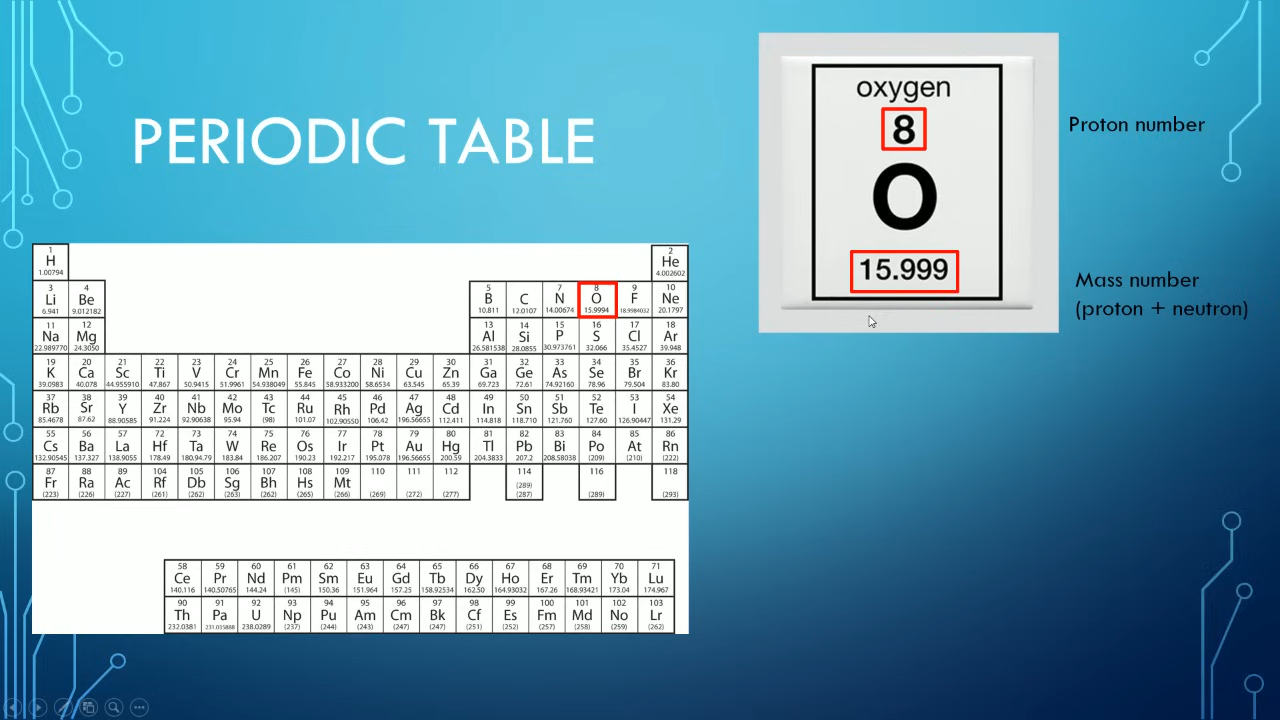 PERIODIC TABLE
oxygen
8
O
15.999
Proton number
Mass number
(proton + neutron)
1 2
H He
1.00794 4.002602
3 4 5 7 8 9 10
Li Be B C N O F Ne
6.941 9.012182 10.811 12.0107 14.00674 15.9994 18.9984032 20.1797
11 12 13 14 15 16 17 18
Na Mg Al Si P S Cl Ar
22.989770 24.3050 26.581538 28.0855 30.973761 32.066 35.4527 39.948
19 20 21 22 23 24 25 26 27 28 29 30 31 32 33 34 35 36
K Ca Sc Ti V Cr Mn Fe Co Ni Cu Zn Ga Ge As Se Br Kr
39.0983 40.078 44.955910 47.867 50.9415 51.9961 54.938049 55.845 58.933200 58.6534 63.545 65.39 69.723 72.61 74.92160 78.96 79.504 83.80
37 38 39 40 41 42 43 44 45 46 47 48 49 50 51 52 53 54
Rb Sr Y Zr Nb Mo Tc Ru Rh Pd Ag Cd In Sn Sb Te I Xe
85.4678 87.62 88.90585 91.224 92.90638 95.94 (98) 101.07 102.90550 106.42 196.56655 112.411 114.818 118.710 121.760 127.60 126.90447 131.29
55 56 57 72 73 74 75 76 77 78 79 80 81 82 83 84 85 86
Cs Ba La Hf Ta W Re Os Ir Pt Au Hg Tl Pb Bi Po At Rn
132.90545 137.327 138.9055 178.49 180.94.79 183.84 186.207 190.23 192.217 195.078 196.56655 200.59 204.3833 207.2 208.58038 (209) (210) (222)
87 88 89 104 105 106 107 108 109 110 111 112 114 116 118
Fr Ra Ac Rf Db Sg Bh Hs Mt
(223) (226) (227) (261) (262) (263) (262) (265) (266) (269) (272) (277) (289) (287) (289) (293)
58 59 60 61 62 63 64 65 66 67 68 69 70 71
Ce Pr Nd Pm Sm Eu Gd Tb Dy Ho Er Tm Yb Lu
140.116 140.50765 144.24 (145) 150.36 151.964 157.25 158.92534 162.50 164.93032 167.26 168.93421 173.04 174.967
90 91 92 93 94 95 96 97 98 99 100 101 102 103
Th Pa U Np Pu Am Cm Bk Cf Es Fm Md No Lr
232.0381 231.035888 238.0289 (237) (244) (243) (247) (247) (251) (252) (257) (258) (259) (262)